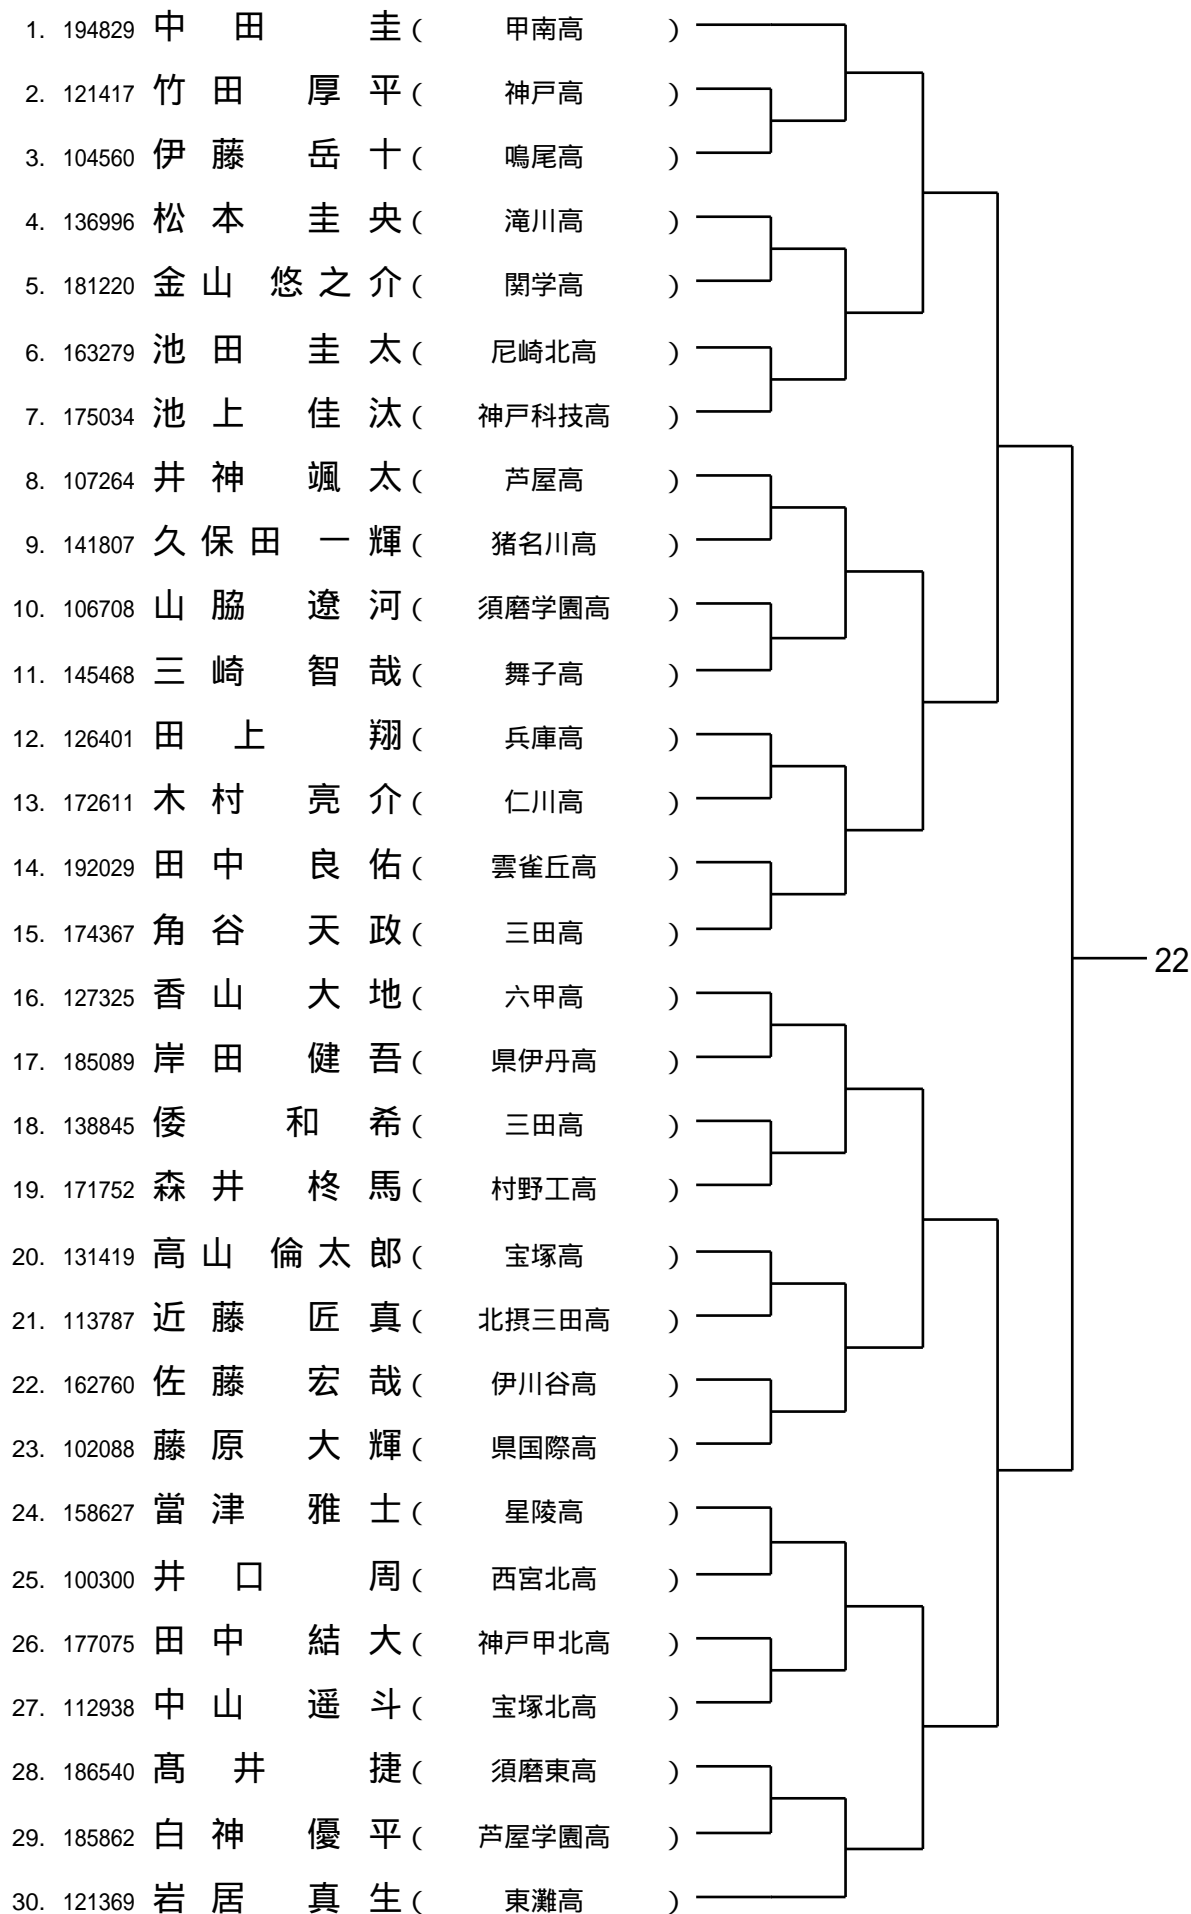 1. 194829 中田 圭 ( 甲南高 )
2. 121417 竹田 厚平 ( 神戸高 )
3. 104560 伊藤 岳十 ( 鳴尾高 )
4. 136996 松本 圭央 ( 滝川高 )
5. 181220 金山 悠之介 ( 関学高 )
6. 163279 池田 圭太 ( 尼崎北高 )
7. 175034 池上 佳汰 ( 神戸科技高 )
8. 107264 井神 颯太 ( 芦屋高 )
9. 141807 久保田 一輝 ( 猪名川高 )
10. 106708 山脇 遼河 ( 須磨学園高 )
11. 145468 三崎 智哉 ( 舞子高 )
12. 126401 田上 翔 ( 兵庫高 )
13. 172611 木村 亮介 ( 仁川高 )
14. 192029 田中 良佑 ( 雲雀丘高 )
15. 174367 角谷 天政 ( 三田高 )
22
16. 127325 香山 大地 ( 六甲高 )
17. 185089 岸田 健吾 ( 県伊丹高 )
18. 138845 倭 和希 ( 三田高 )
19. 171752 森井 柊馬 ( 村野工高 )
20. 131419 高山 倫太郎 ( 宝塚高 )
21. 113787 近藤 匠真 ( 北摂三田高 )
22. 162760 佐藤 宏哉 ( 伊川谷高 )
23. 102088 藤原 大輝 ( 県国際高 )
24. 158627 當津 雅士 ( 星陵高 )
25. 100300 井口 周 ( 西宮北高 )
26. 177075 田中 結大 ( 神戸甲北高 )
27. 112938 中山 遥斗 ( 宝塚北高 )
28. 186540 髙井 捷 ( 須磨東高 )
29. 185862 白神 優平 ( 芦屋学園高 )
30. 121369 岩居 真生 ( 東灘高 )